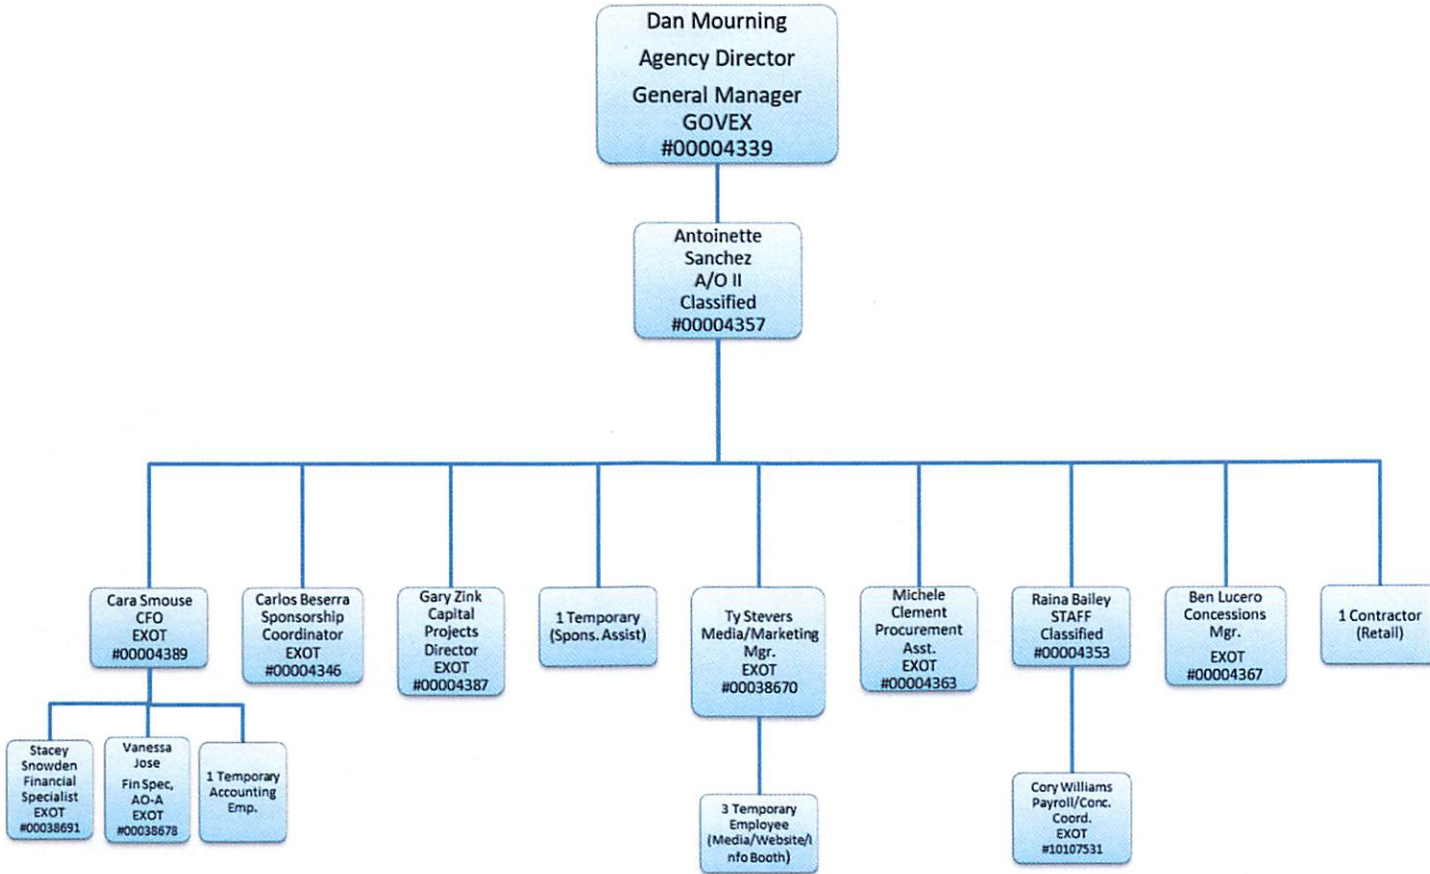 Dan Mourning
Agency Director
General Manager
GOVEX
#00004339
Antoinette
Sanchez
A/O II
Classified
#00004357
Cara Smouse
CFO
EXOT
#00004389
Carlos Beserra
Sponsorship
Coordinator
EXOT
#00004346
Gary Zink
Capital
Projects
Director
EXOT
#00004387
1 Temporary
(Spons. Assist)
Ty Stevers
Media/Marketing
Mgr.
EXOT
#00038670
Michele
Clement
Procurement
Asst.
EXOT
#00004363
Raina Bailey
STAFF
Classified
#00004353
Ben Lucero
Concessions
Mgr.
EXOT
#00004367
1 Contractor
(Retail)
Stacey
Snowden
Financial
Specialist
EXOT
#00038691
Vanessa
Jose
Fin Spec,
AO-A
EXOT
#00038678
1 Temporary
Accounting
Emp.
3 Temporary
Employee
(Media/Website/I
nfo Booth)
Cory Williams
Payroll/Conc.
Coord.
EXOT
#10107531